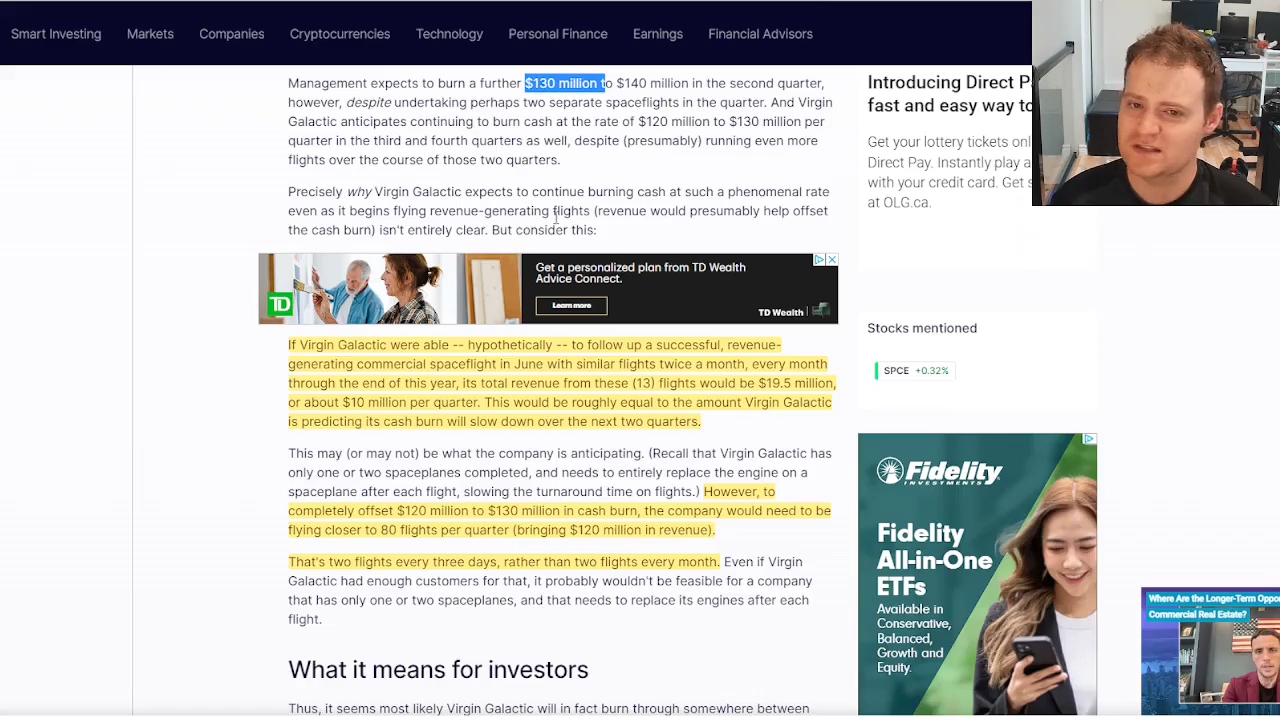 Smart Investing Markets Companies Cryptocurrencies Technology Personal Finance Earnings Financial Advisors
Management expects to burn a further $130 million to $140 million in the second quarter,
however, despite undertaking perhaps two separate spaceflights in the quarter. And Virgin
Galactic anticipates continuing to burn cash at the rate of $120 million to $130 million per
quarter in the third and fourth quarters as well, despite (presumably) running even more
flights over the course of those two quarters.
Precisely why Virgin Galactic expects to continue burning cash at such a phenomenal rate
even as it begins flying revenue-generating flights (revenue would presumably help offset
the cash burn) isn't entirely clear. But consider this:
Get a personalized plan from TD Wealth
Advice Connect.
Learn more
TD
TD Wealth
If Virgin Galactic were able -- hypothetically -- to follow up a successful, revenue-
generating commercial spaceflight in June with similar flights twice a month, every month
through the end of this year, its total revenue from these (13) flights would be $19.5 million,
or about $10 million per quarter. This would be roughly equal to the amount Virgin Galactic
is predicting its cash burn will slow down over the next two quarters.
This may (or may not) be what the company is anticipating. (Recall that Virgin Galactic has
only one or two spaceplanes completed, and needs to entirely replace the engine on a
spaceplane after each flight, slowing the turnaround time on flights.) However, to
completely offset $120 million to $130 million in cash burn, the company would need to be
flying closer to 80 flights per quarter (bringing $120 million in revenue).
That's two flights every three days, rather than two flights every month. Even if Virgin
Galactic had enough customers for that, it probably wouldn't be feasible for a company
that has only one or two spaceplanes, and that needs to replace its engines after each
flight.
What it means for investors
Thus, it seems most likely Virgin Galactic will in fact burn through somewhere between
Introducing Direct Pa
fast and easy way to
Get your lottery tickets onl
Direct Pay. Instantly play a
with your credit card. Get s
at OLG.ca.
Stocks mentioned
SPCE +0.32%
Fidelity
INVESTMENTS
Fidelity
All-in-One
ETFs
Available in
Conservative,
Balanced,
Growth and
Equity.
Where Are the Longer-Term Oppo
Commercial Real Estate?